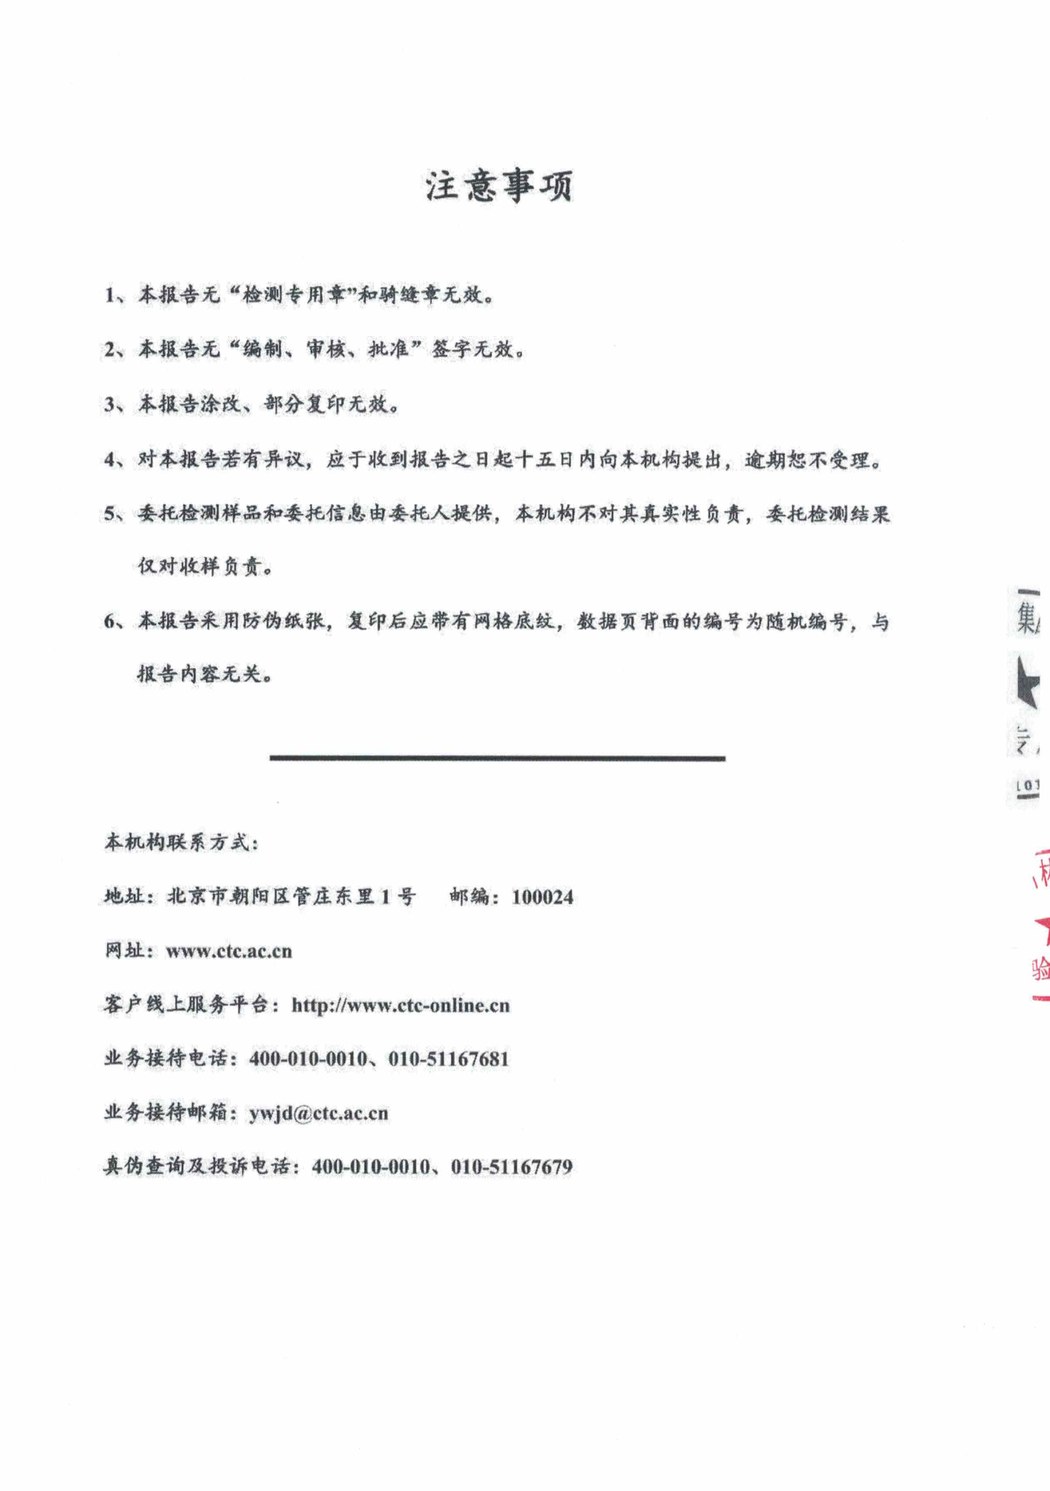 注意事项
1、本报告无“检测专用章”和骑缝章无效。
2、本报告无“编制、审核、批准”签字无效。
3、本报告涂改、部分复印无效。
4、对本报告若有异议，应于收到报告之日起十五日内向本机构提出，逾期恕不受理。
5、委托检测样品和委托信息由委托人提供，本机构不对其真实性负责，委托检测结果
仅对收样负责。
6、本报告采用防伪纸张，复印后应带有网格底纹，数据页背面的编号为随机编号，与
报告内容无关。
本机构联系方式：
地址：北京市朝阳区管庄东里1号 邮编：100024
网址：www.ctc.ac.cn
客户线上服务平台：http://www.ctc-online.cn
业务接待电话：400-010-0010、010-51167681
业务接待邮箱：ywjd@ctc.ac.cn
真伪查询及投诉电话：400-010-0010、010-51167679
集
验